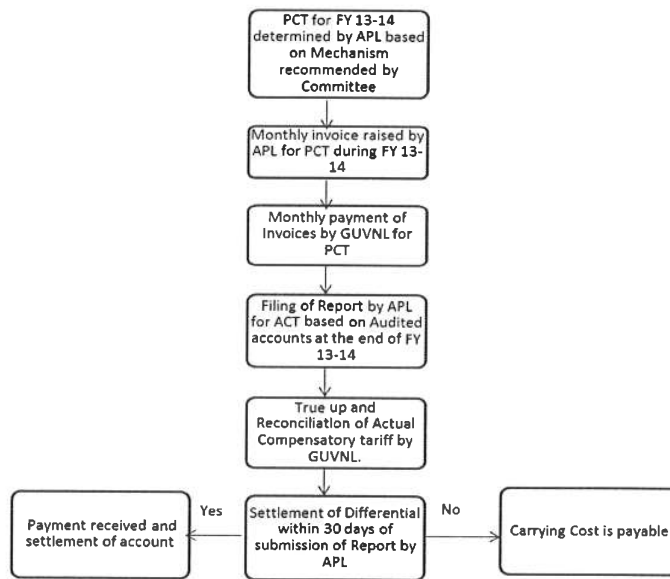 PCT for FY 13-14
determined by APL based
on Mechanism
recommended by
Committee
Monthly invoice raised by
APL for PCT during FY 13-
14
Monthly payment of
Invoices by GUVNL for
PCT
Filing of Report by APL
for ACT based on Audited
accounts at the end of FY
13-14
True up and
Reconciliation of Actual
Compensatory tariff by
GUVNL.
Yes
No
Payment received and
settlement of account
Settlement of Differential
within 30 days of
submission of Report by
APL
Carrying Cost is payable